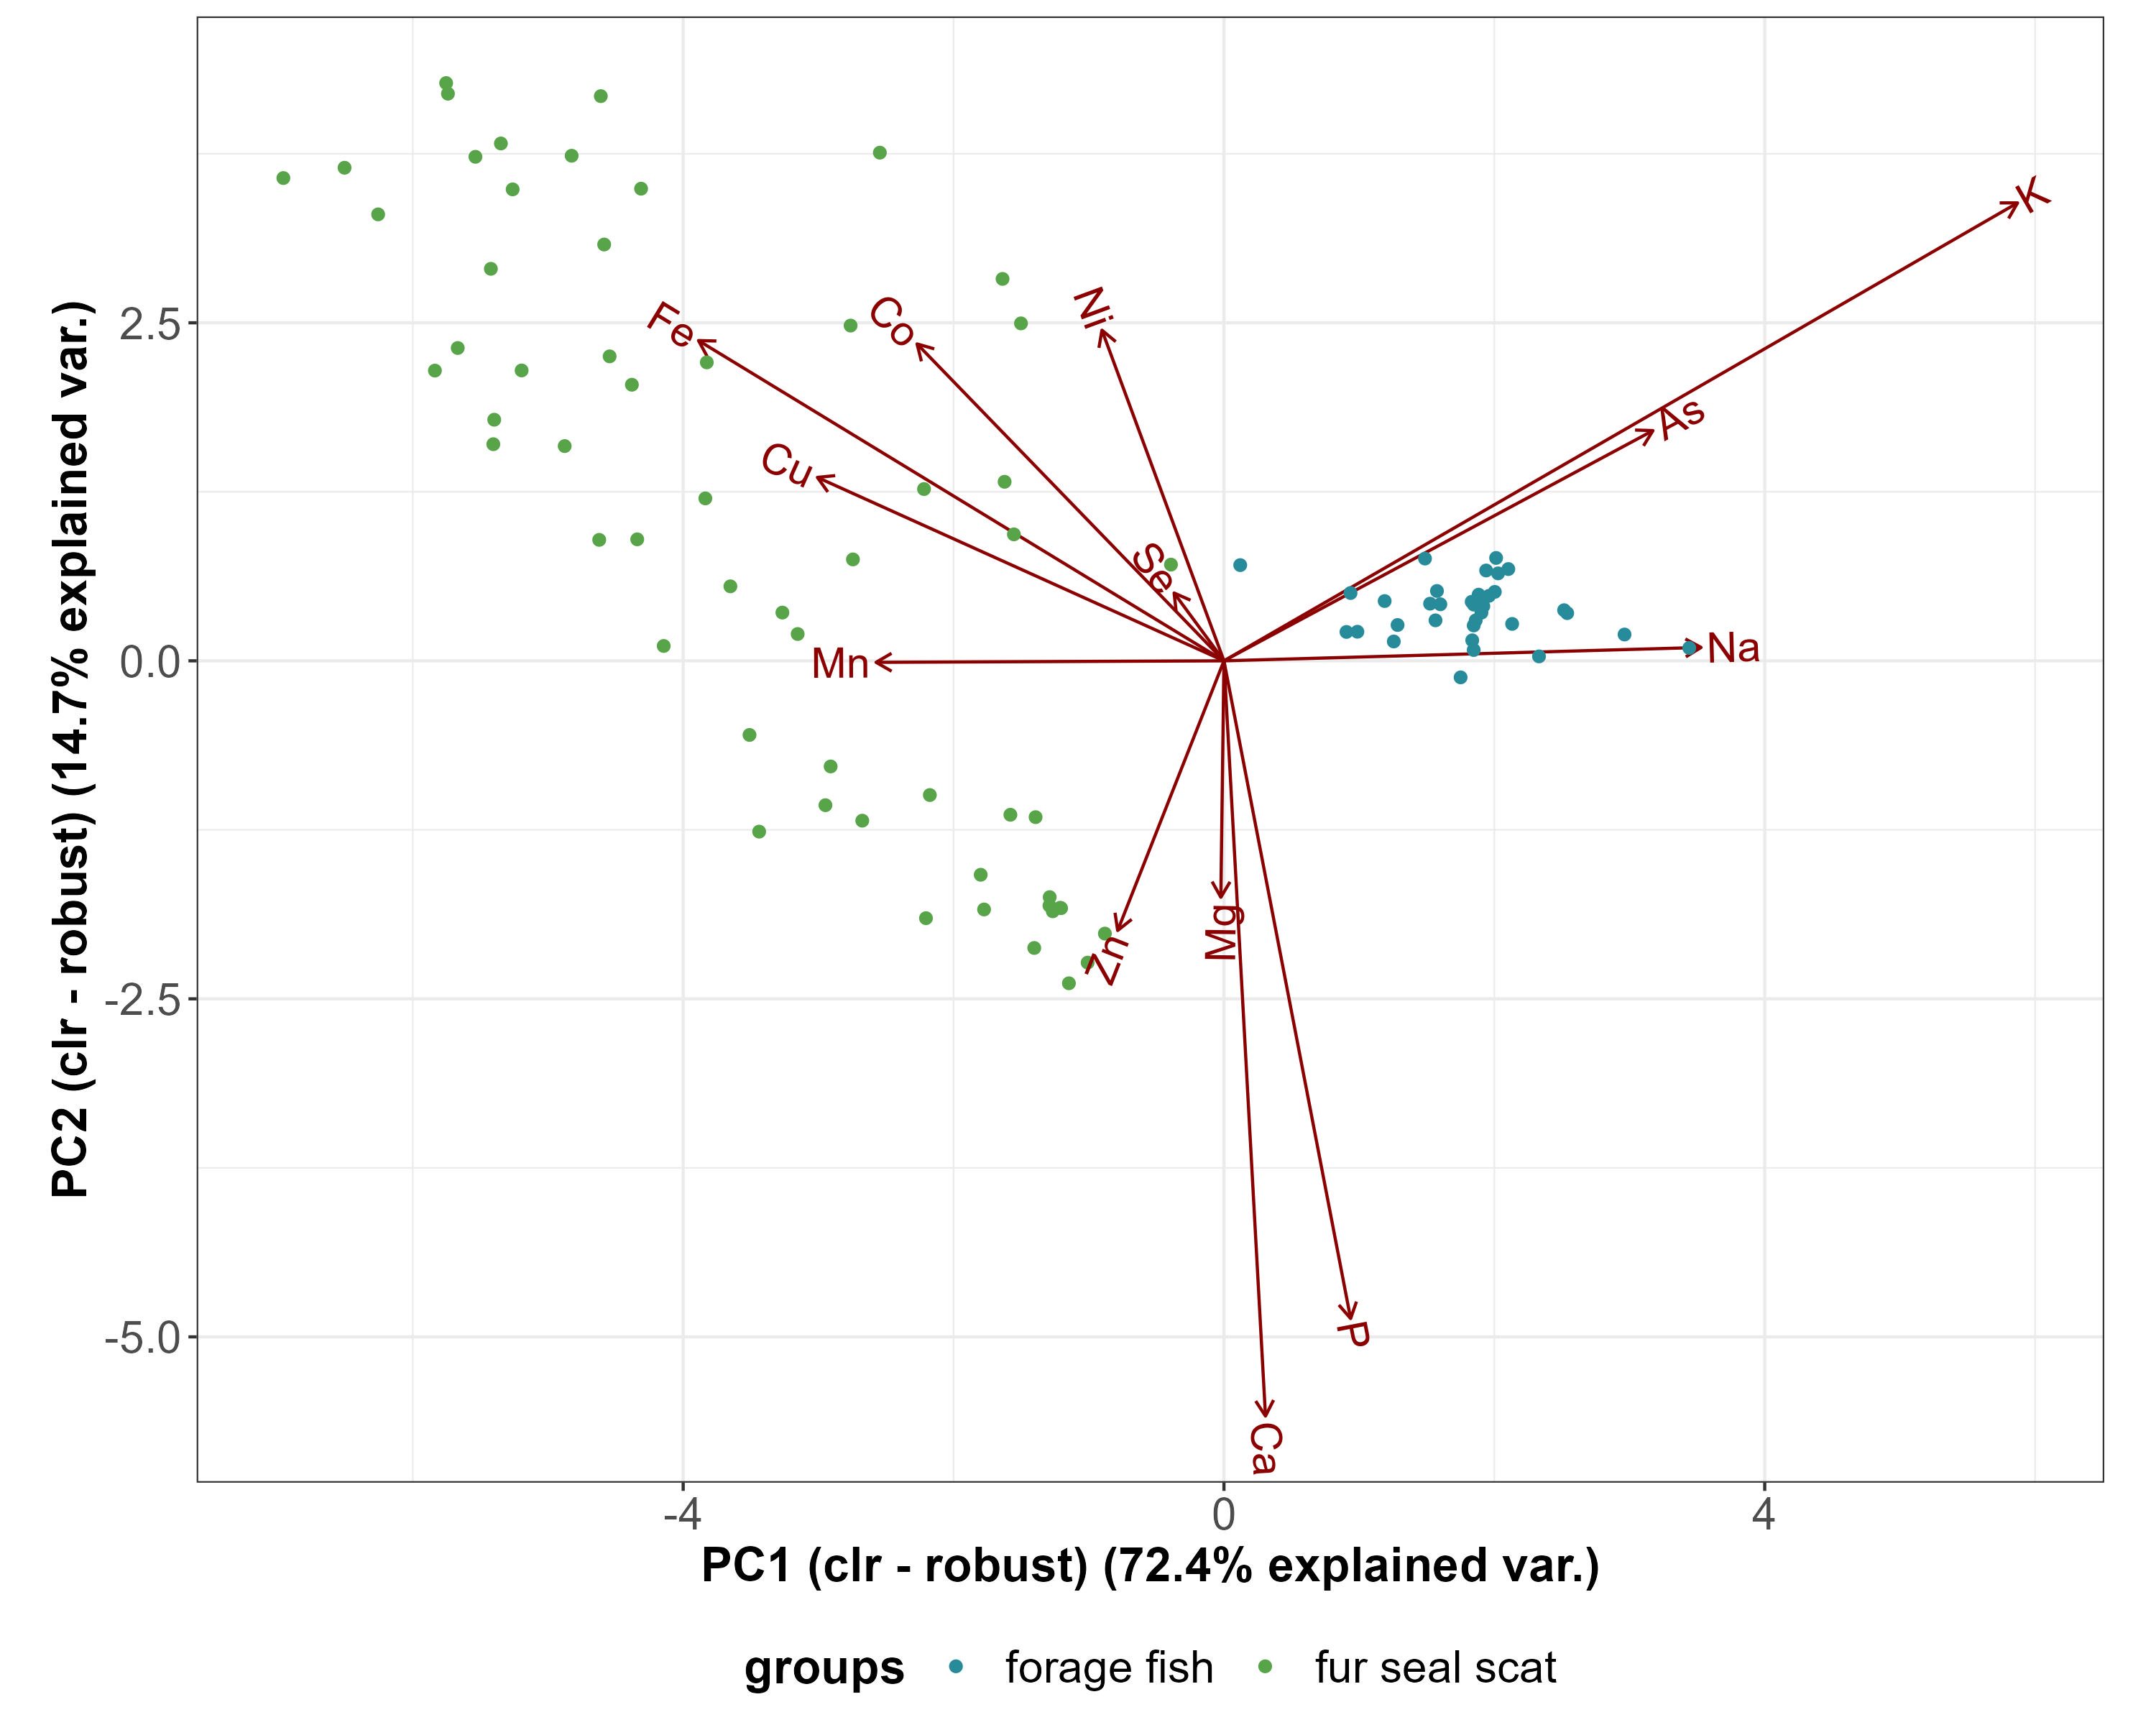 K
Ni
Co
Fe
2.5
As
Cu
Se
0.0
Mn
Na
Mg
Zn
-2.5
P
-5.0
Ca
PC2 (clr - robust) (14.7% explained var.)
-4
0
4
PC1 (clr - robust) (72.4% explained var.)
groups forage fish fur seal scat